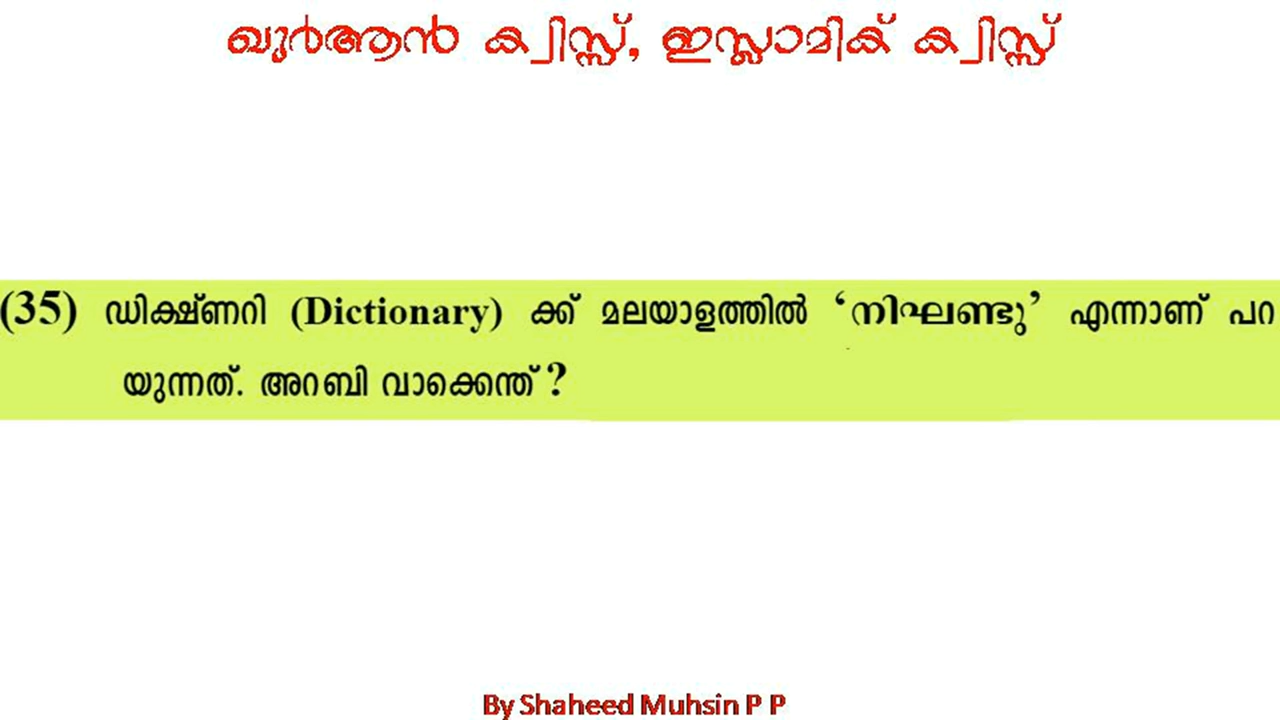 ഖുർആൻ ക്വിസ്സ്, ഇസ്ലാമിക് ക്വിസ്സ്
(35) ഡിക്ഷ്ണറി (Dictionary) ക്ക് മലയാളത്തിൽ ‘നിഘണ്ടു’ എന്നാണ് പറ
യുന്നത്. അറബി വാക്കെന്ത് ?
By Shaheed Muhsin P P